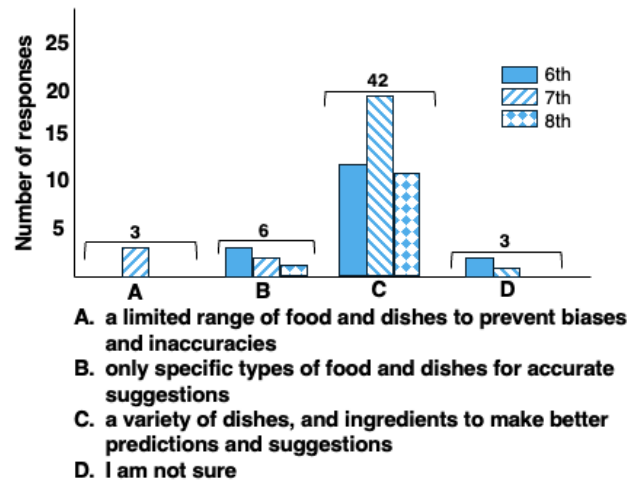 Number of responses
25
20
15
10
5
3
6
42
3
6th
7th
8th
A
B
C
D
A. a limited range of food and dishes to prevent biases
and inaccuracies
B. only specific types of food and dishes for accurate
suggestions
C. a variety of dishes, and ingredients to make better
predictions and suggestions
D. I am not sure